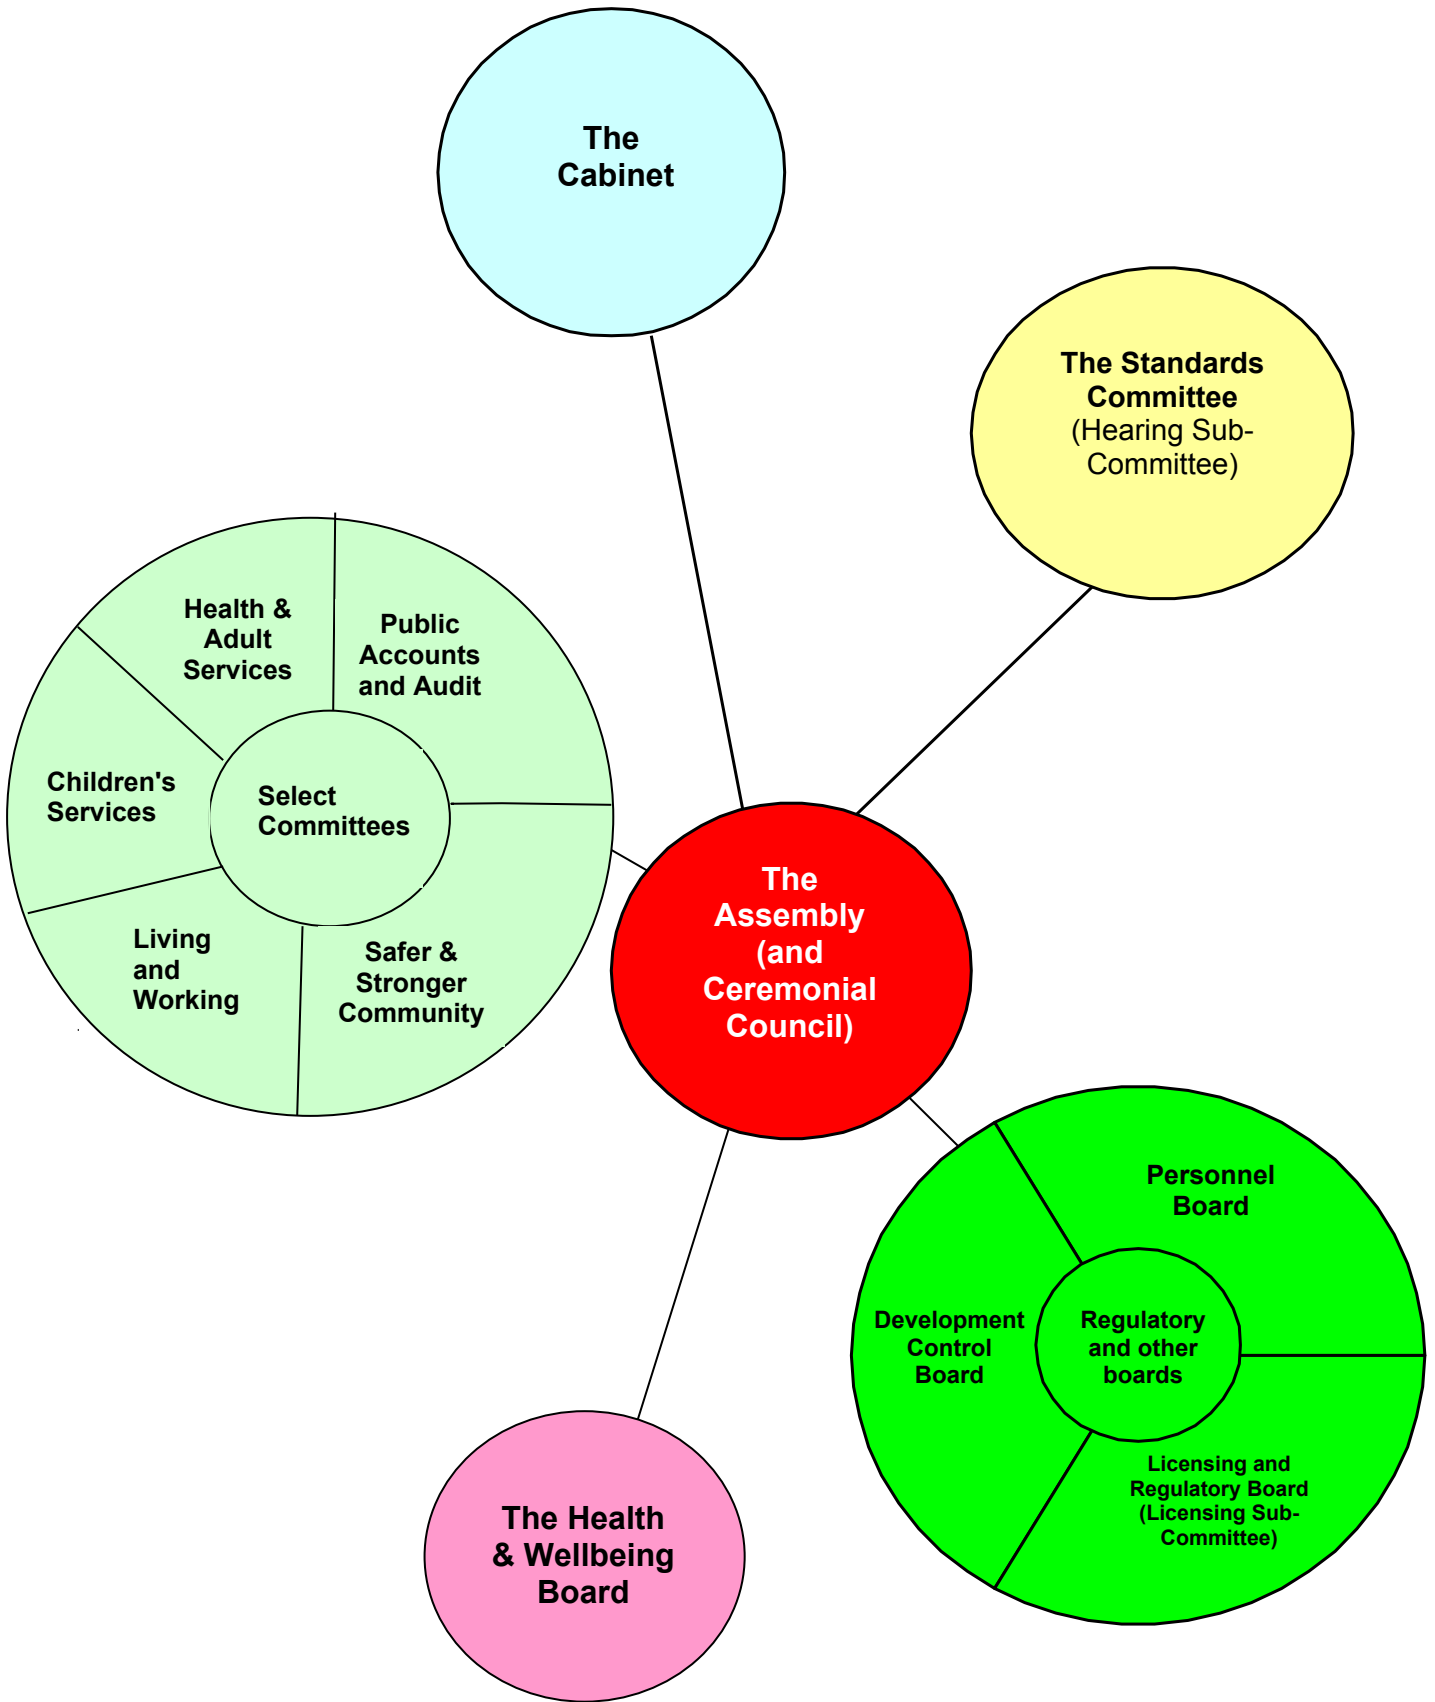 The
Cabinet
The Standards
Committee
(Hearing Sub-
Committee)
Health &
Adult
Services
Public
Accounts
and Audit
Children's
Services
Select
Committees
Living
and
Working
Safer &
Stronger
Community
The
Assembly
(and
Ceremonial
Council)
Personnel
Board
Development
Control
Board
Regulatory
and other
boards
Licensing and
Regulatory Board
(Licensing Sub-
Committee)
The Health
& Wellbeing
Board